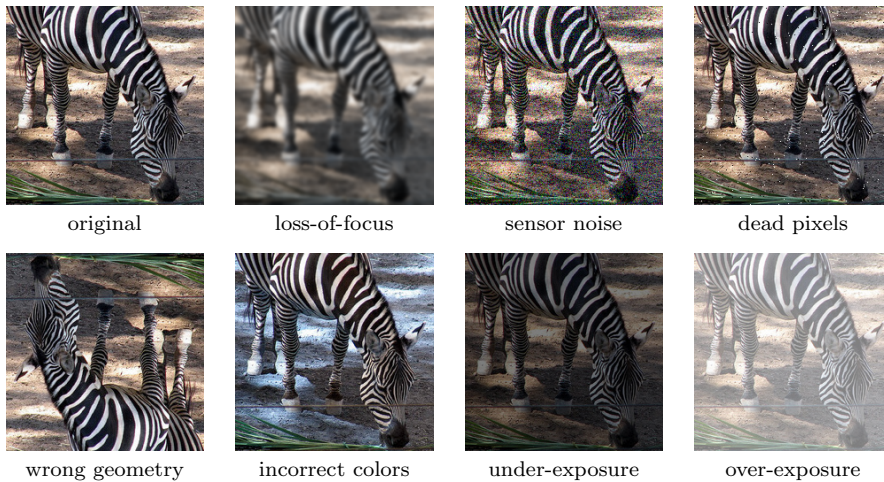 original
loss-of-focus
sensor noise
dead pixels
wrong geometry
incorrect colors
under-exposure
over-exposure